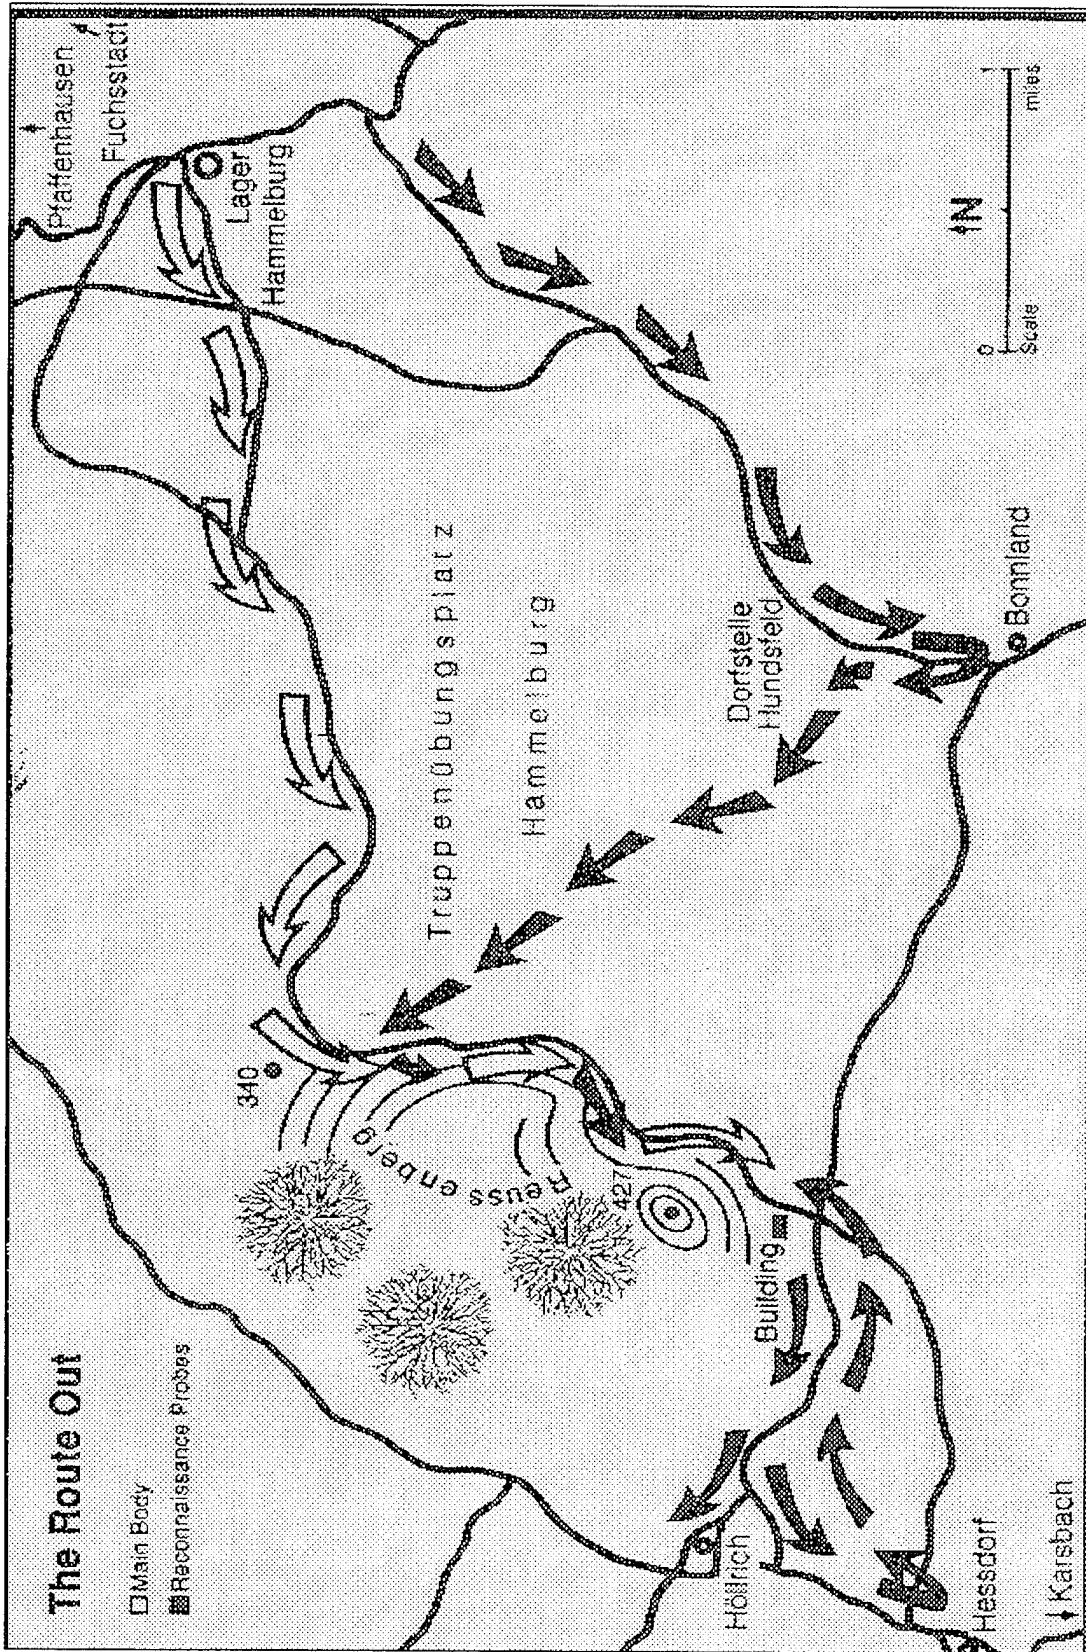 The Route Out
Main Body
Reconnaissance Probes
Pfaffenhausen
Fuchsstadt
Lager
Hammelburg
340
Reussenberg
427
Truppenübungsplatz
Hammelburg
Dorfstelle
Hundsfeld
Bonnland
Building
Höllrich
Hessdorf
Karsbach
N
0
miles
Scale